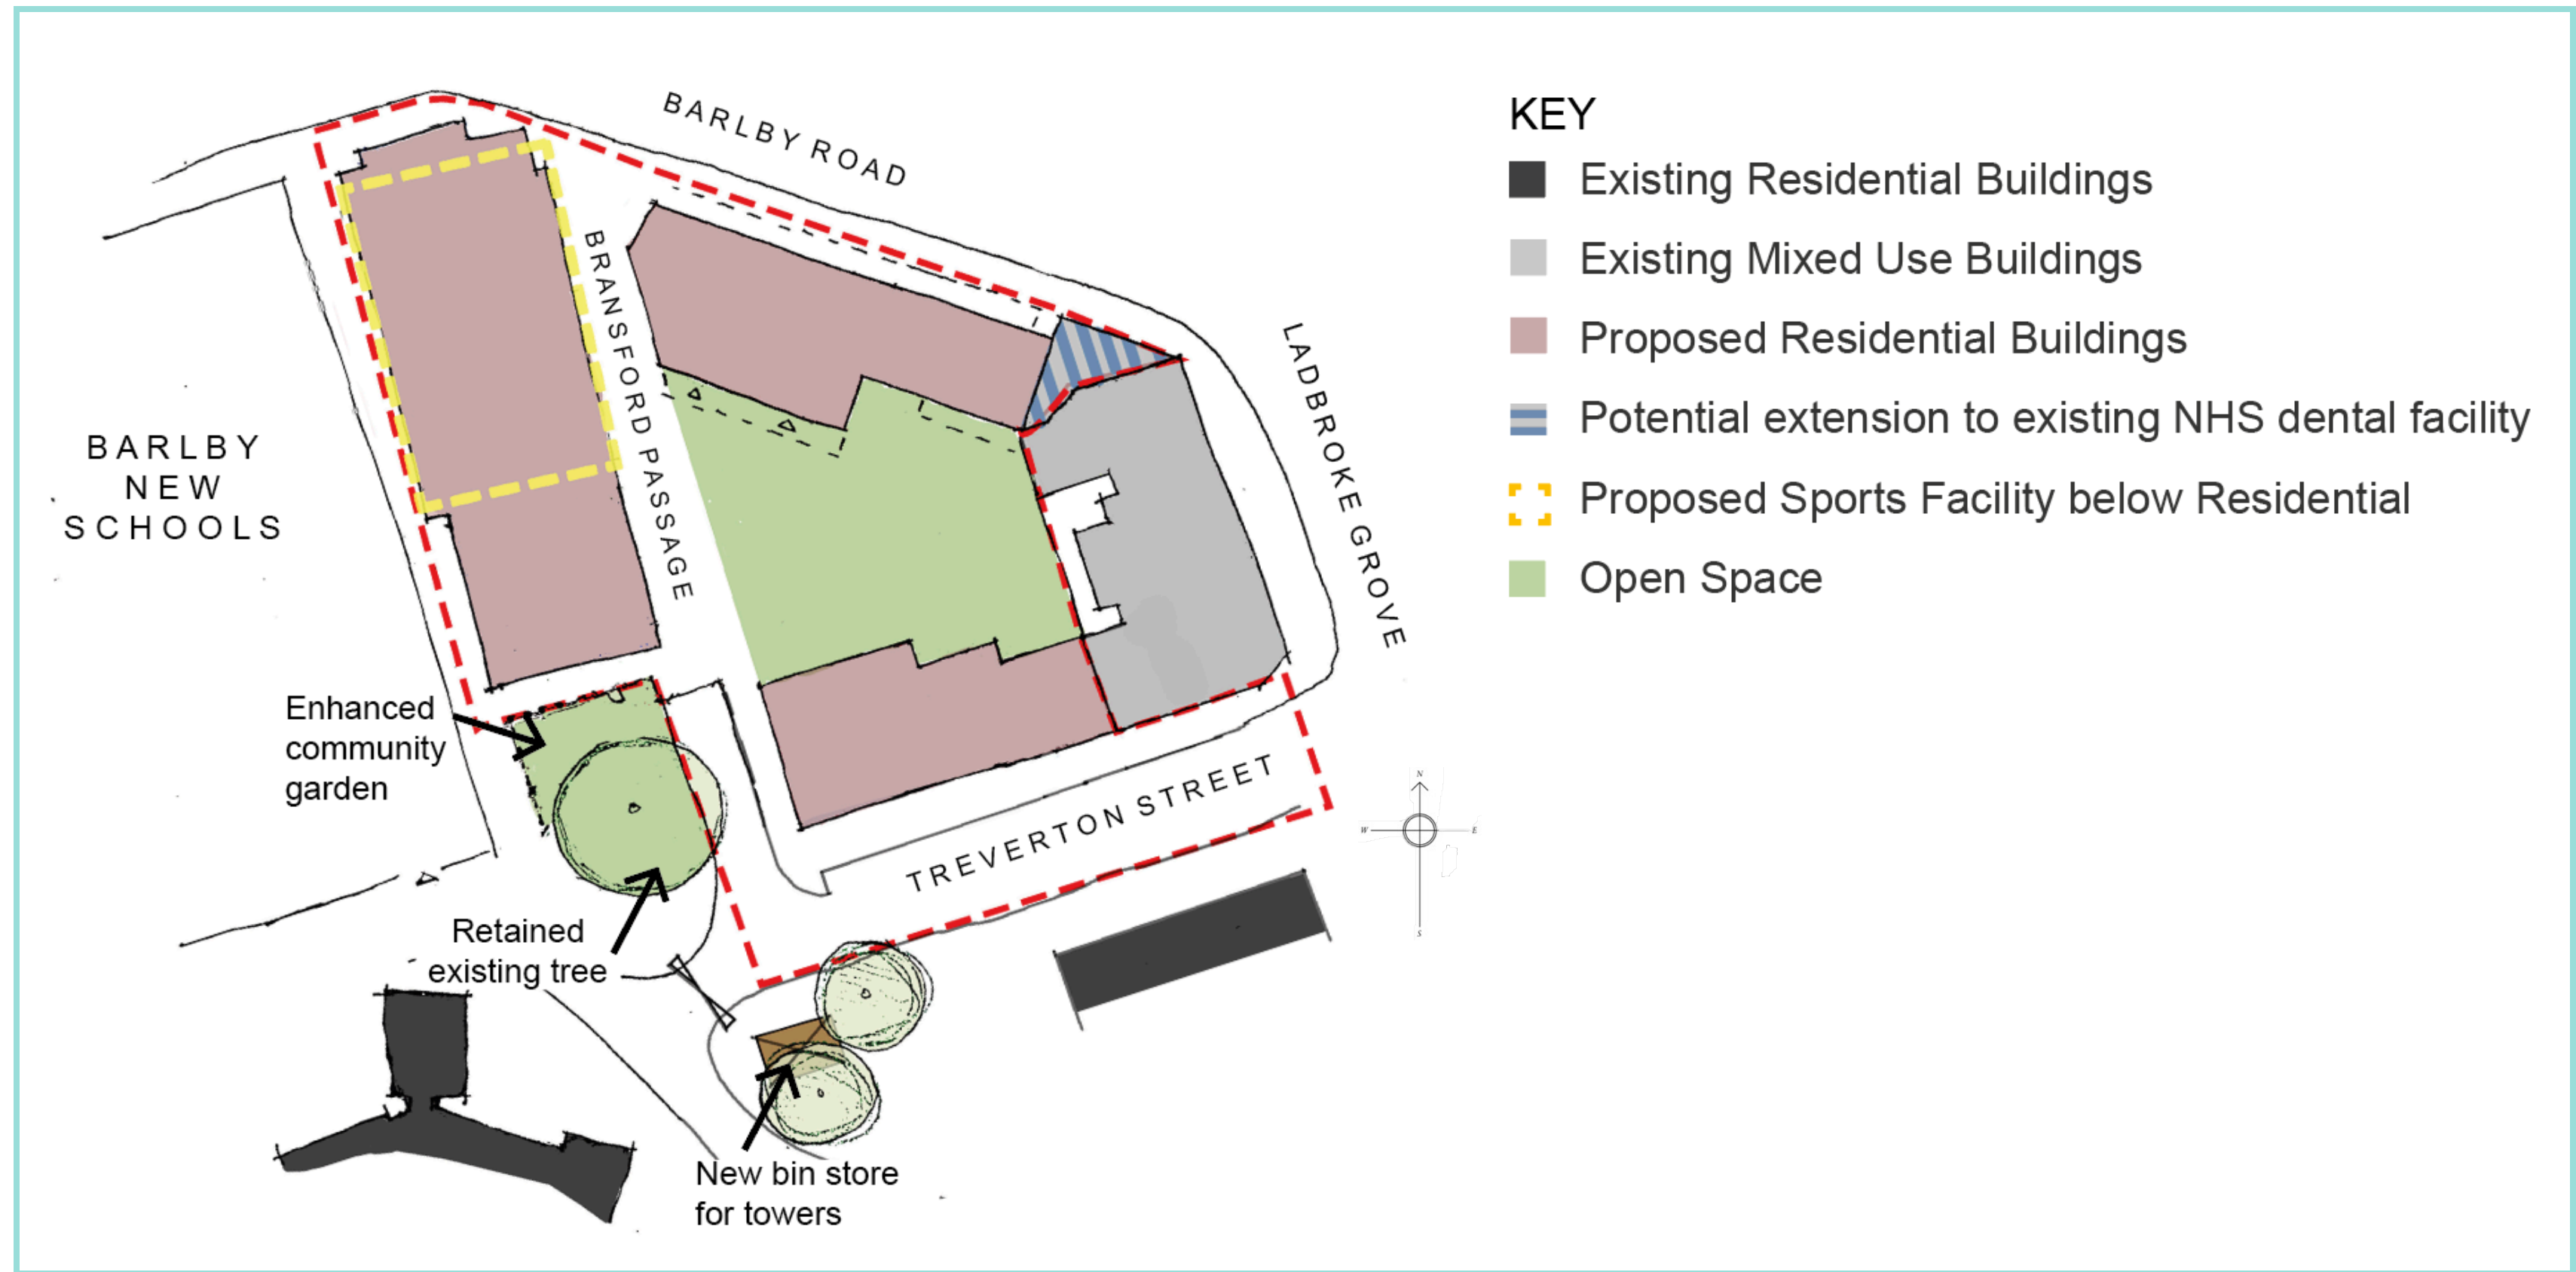 BARLBY ROAD
BRANSFORD PASSAGE
LADBROKE GROVE
BARLBY
NEW
SCHOOLS
Enhanced
community
garden
TREVERTON STREET
Retained
existing tree
New bin store
for towers
N
W
E
S
KEY
Existing Residential Buildings
Existing Mixed Use Buildings
Proposed Residential Buildings
Potential extension to existing NHS dental facility
Proposed Sports Facility below Residential
Open Space